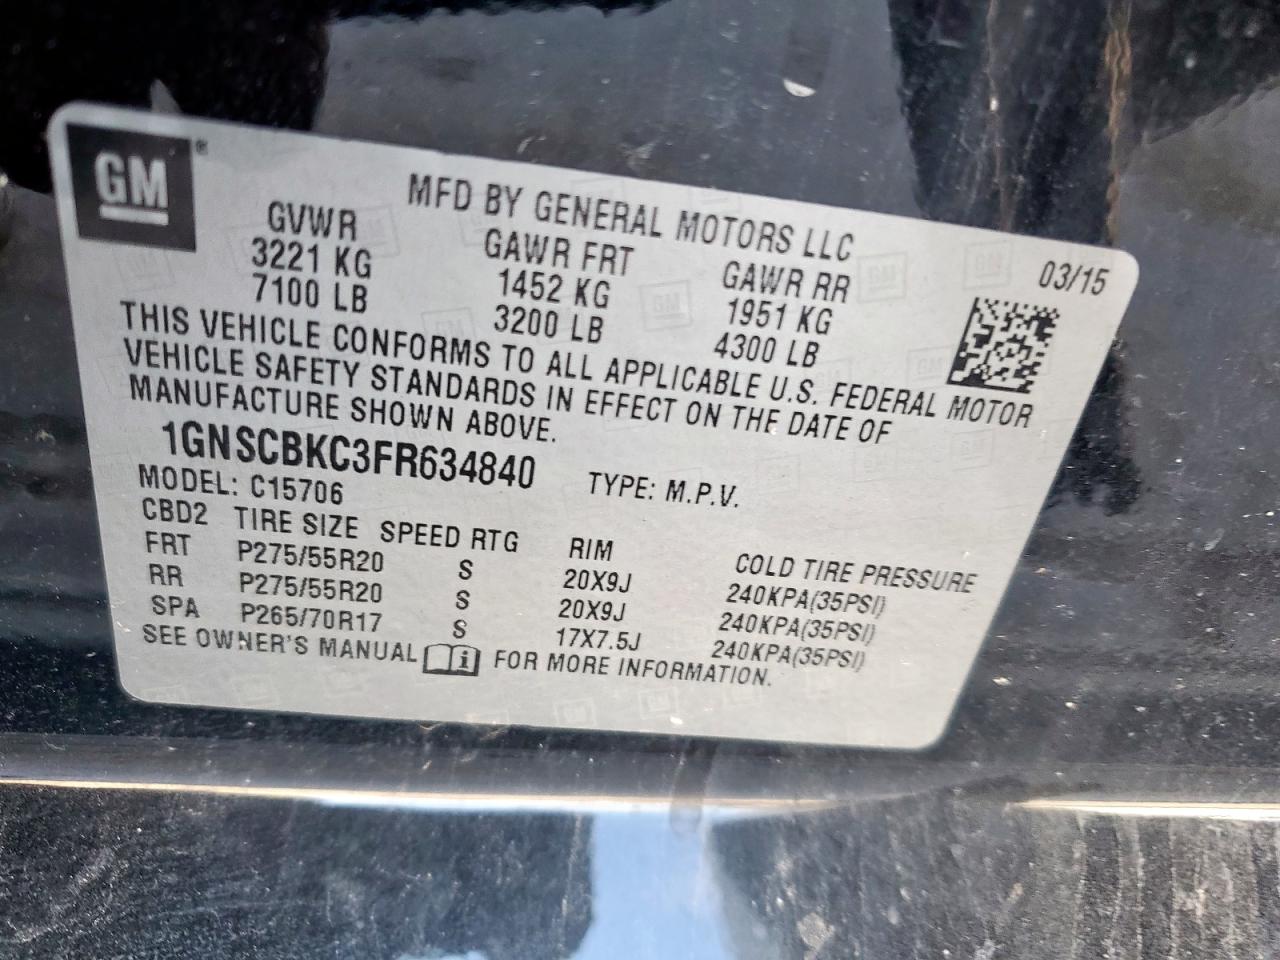 GM®
MFD BY GENERAL MOTORS LLC
03/15
GVWR GAWR FRT GAWR RR
3221 KG 1452 KG 1951 KG
7100 LB 3200 LB 4300 LB
THIS VEHICLE CONFORMS TO ALL APPLICABLE U.S. FEDERAL MOTOR
VEHICLE SAFETY STANDARDS IN EFFECT ON THE DATE OF
MANUFACTURE SHOWN ABOVE.
1GNSCBKC3FR634840 TYPE: M.P.V.
MODEL: C15706
CBD2 TIRE SIZE SPEED RTG RIM COLD TIRE PRESSURE
FRT P275/55R20 S 20X9J 240KPA(35PSI)
RR P275/55R20 S 20X9J 240KPA(35PSI)
SPA P265/70R17 S 17X7.5J 240KPA(35PSI)
SEE OWNER'S MANUAL i FOR MORE INFORMATION.